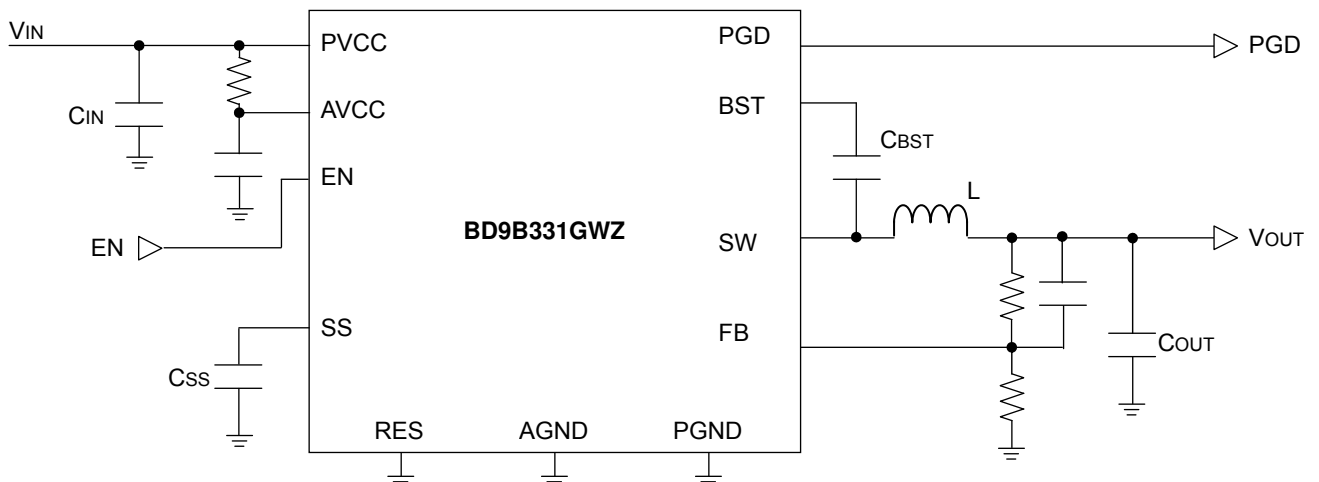 VIN
PVCC
PGD
PGD
AVCC
BST
CIN
CBST
EN
L
BD9B331GWZ
EN
SW
VOUT
SS
FB
COUT
CSS
RES
AGND
PGND